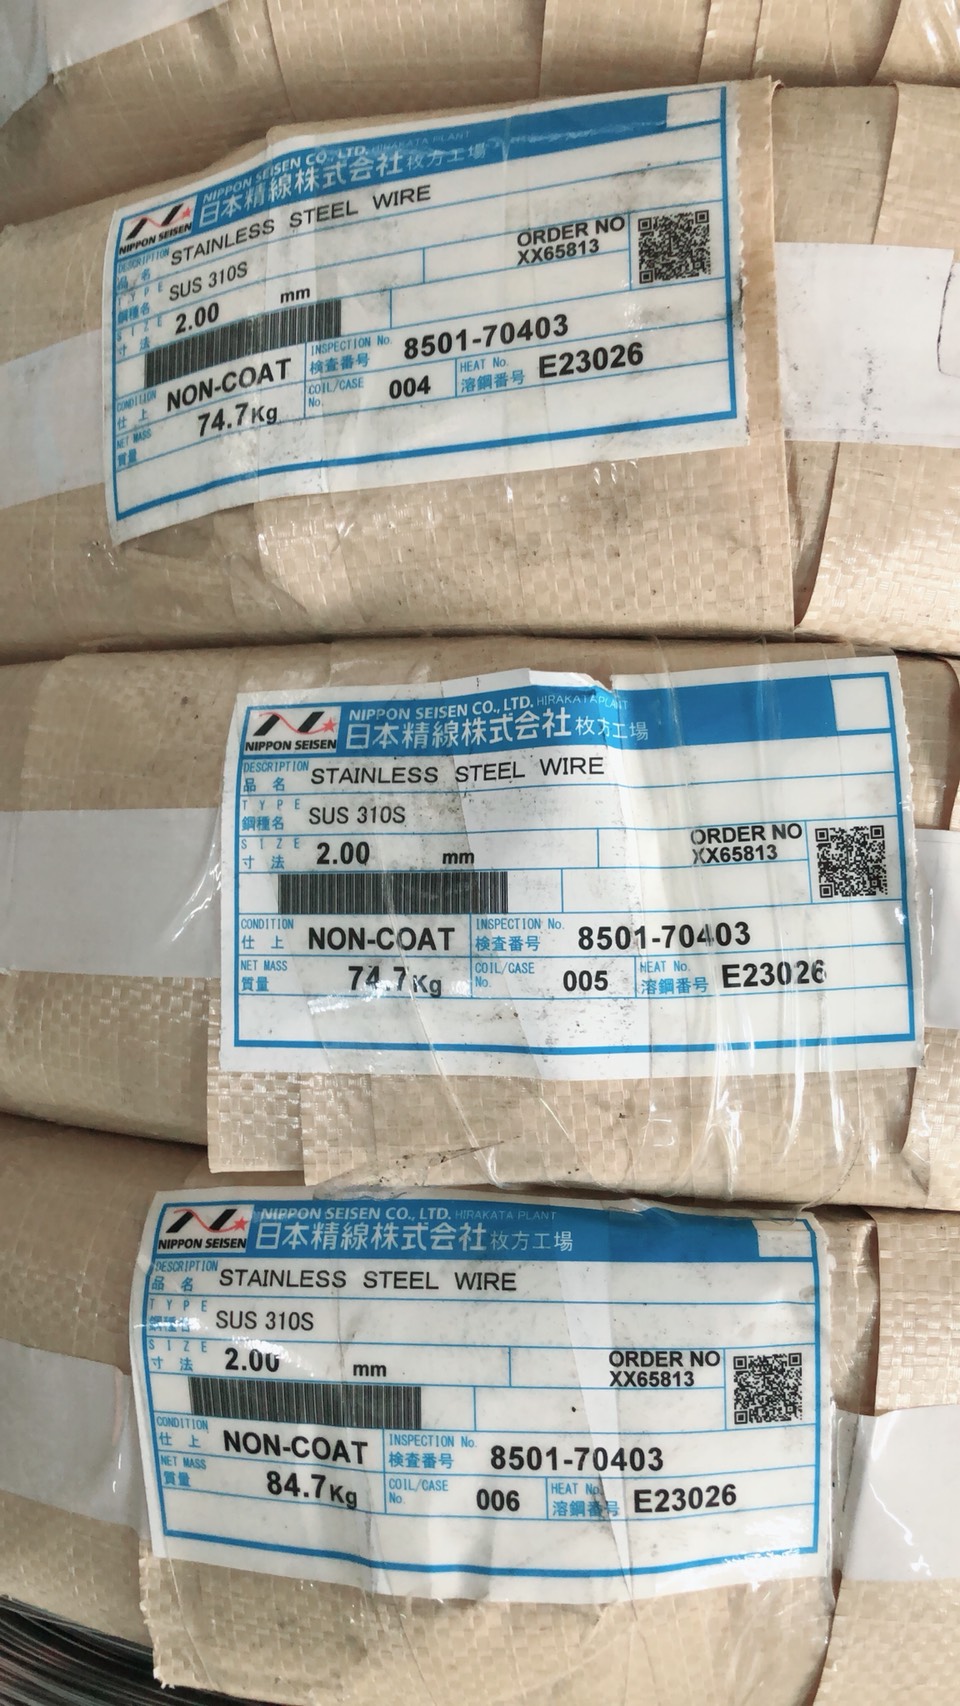 NIPPON SEISEN
NIPPON SEISEN CO., LTD. HIRAKATA PLANT
日本精線株式会社 枚方工場
DESCRIPTION
品 名 STAINLESS STEEL WIRE
TYPE
鋼種名 SUS 310S
SIZE
寸 法 2.00 mm
ORDER NO
XX65813
CONDITION
仕 上 NON-COAT
INSPECTION No.
検査番号 8501-70403
NET MASS
質量 74.7Kg
COIL/CASE
No. 004
HEAT No.
溶鋼番号 E23026
NIPPON SEISEN
NIPPON SEISEN CO., LTD. HIRAKATA PLANT
日本精線株式会社 枚方工場
DESCRIPTION
品 名 STAINLESS STEEL WIRE
TYPE
鋼種名 SUS 310S
SIZE
寸 法 2.00 mm
ORDER NO
XX65813
CONDITION
仕 上 NON-COAT
INSPECTION No.
検査番号 8501-70403
NET MASS
質量 74.7Kg
COIL/CASE
No. 005
HEAT No.
溶鋼番号 E23026
NIPPON SEISEN
NIPPON SEISEN CO., LTD. HIRAKATA PLANT
日本精線株式会社 枚方工場
DESCRIPTION
品 名 STAINLESS STEEL WIRE
TYPE
鋼種名 SUS 310S
SIZE
寸 法 2.00 mm
ORDER NO
XX65813
CONDITION
仕 上 NON-COAT
INSPECTION No.
検査番号 8501-70403
NET MASS
質量 84.7Kg
COIL/CASE
No. 006
HEAT No.
溶鋼番号 E23026